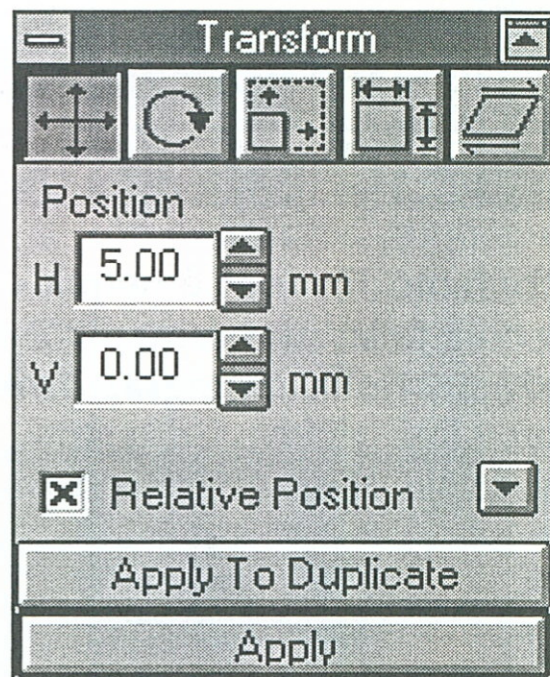 Transform
Position
H 5.00 mm
V 0.00 mm
Relative Position
Apply To Duplicate
Apply